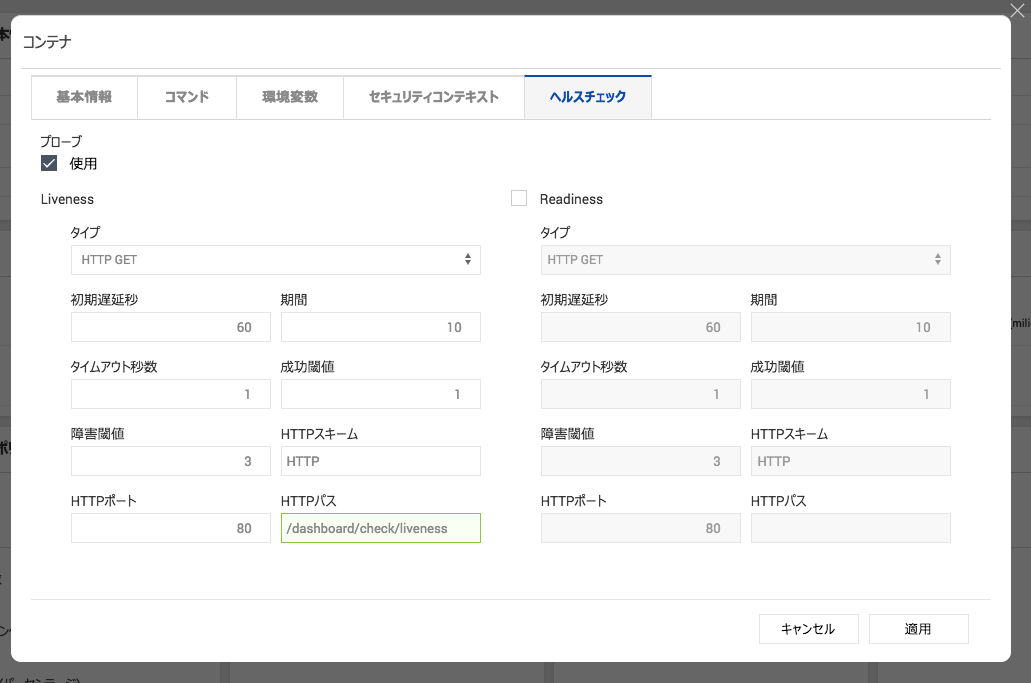 コンテナ
基本情報 コマンド 環境変数 セキュリティコンテキスト ヘルスチェック
プローブ
使用
Liveness Readiness
タイプ タイプ
HTTP GET HTTP GET
初期遅延秒 期間 初期遅延秒 期間
60 10 60 10
タイムアウト秒数 成功閾値 タイムアウト秒数 成功閾値
1 1 1 1
障害閾値 HTTPスキーム 障害閾値 HTTPスキーム
3 HTTP 3 HTTP
HTTPポート HTTPパス HTTPポート HTTPパス
80 /dashboard/check/liveness 80
キャンセル 適用